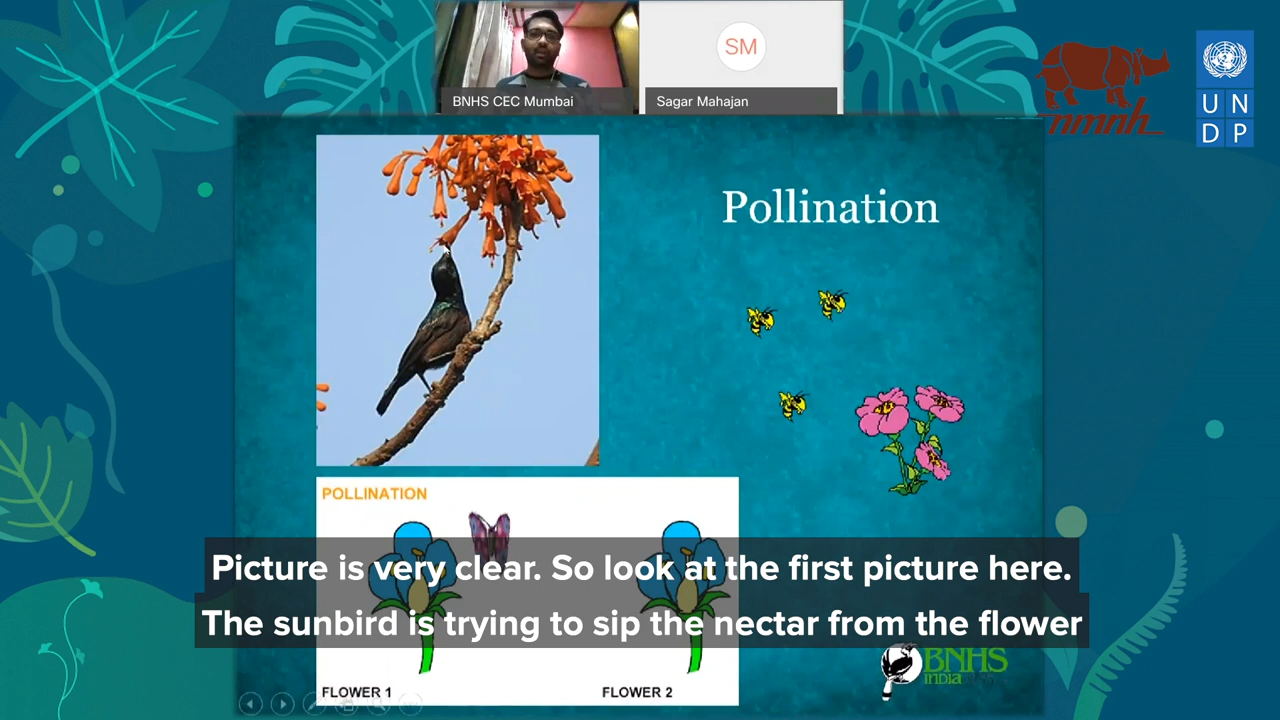 SM
BNHS CEC Mumbai
Sagar Mahajan
nmnh
U N
D P
Pollination
POLLINATION
Picture is very clear. So look at the first picture here.
The sunbird is trying to sip the nectar from the flower
BNHS
INDIA
FLOWER 1
FLOWER 2